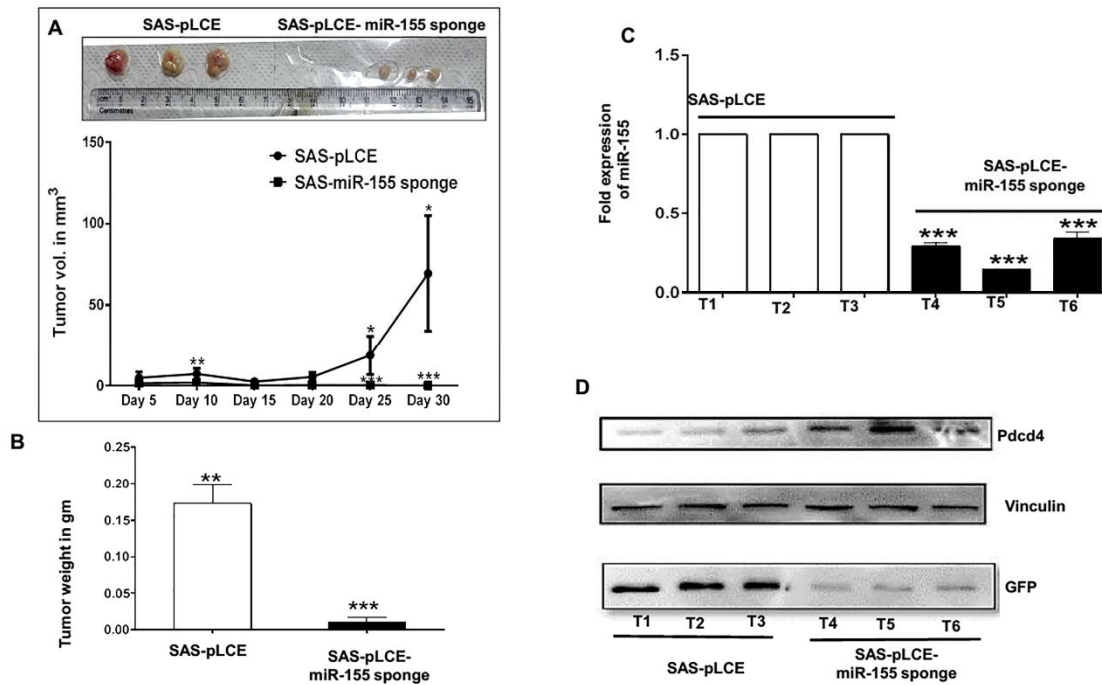 A
SAS-pLCE
SAS-pLCE- miR-155 sponge
Centimetres
SAS-pLCE
SAS-miR-155 sponge
Tumor vol. in mm3
150
100
50
0
*
*
**
***
***
Day 5
Day 10
Day 15
Day 20
Day 25
Day 30
B
Tumor weight in gm
0.25
0.20
0.15
0.10
0.05
0.00
**
***
SAS-pLCE
SAS-pLCE-
miR-155 sponge
C
Fold expression
of miR-155
1.5
1.0
0.5
0.0
SAS-pLCE
SAS-pLCE-
miR-155 sponge
***
***
***
T1
T2
T3
T4
T5
T6
D
Pdcd4
Vinculin
GFP
T1
T2
T3
T4
T5
T6
SAS-pLCE
SAS-pLCE-
miR-155 sponge